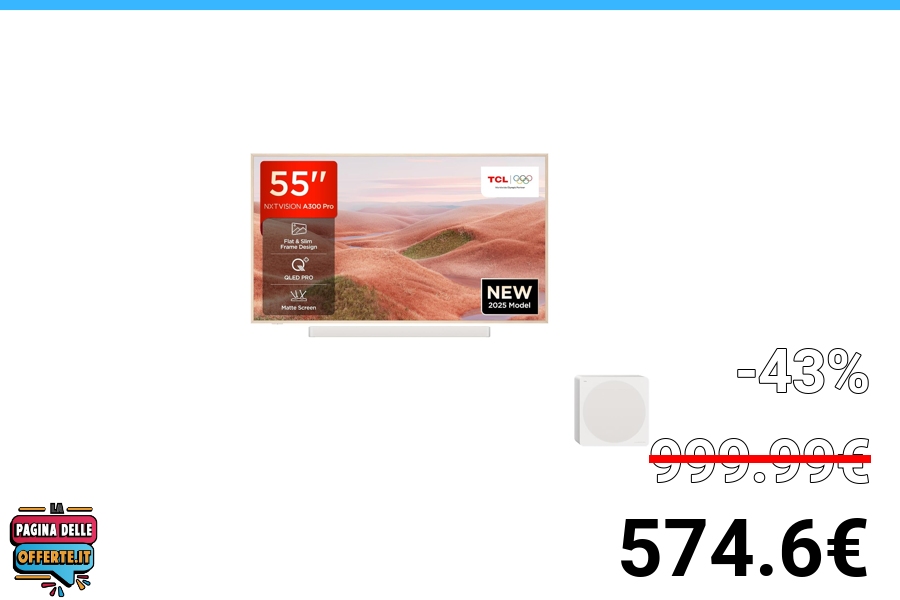 55"
NXTVISION A300 Pro
Flat & Slim
Frame Design
QLED PRO
Matte Screen
TCL
NEW
2025 Model
-43%
999.99€
574.6€
LA
PAGINA DELLE
OFFERTE.IT